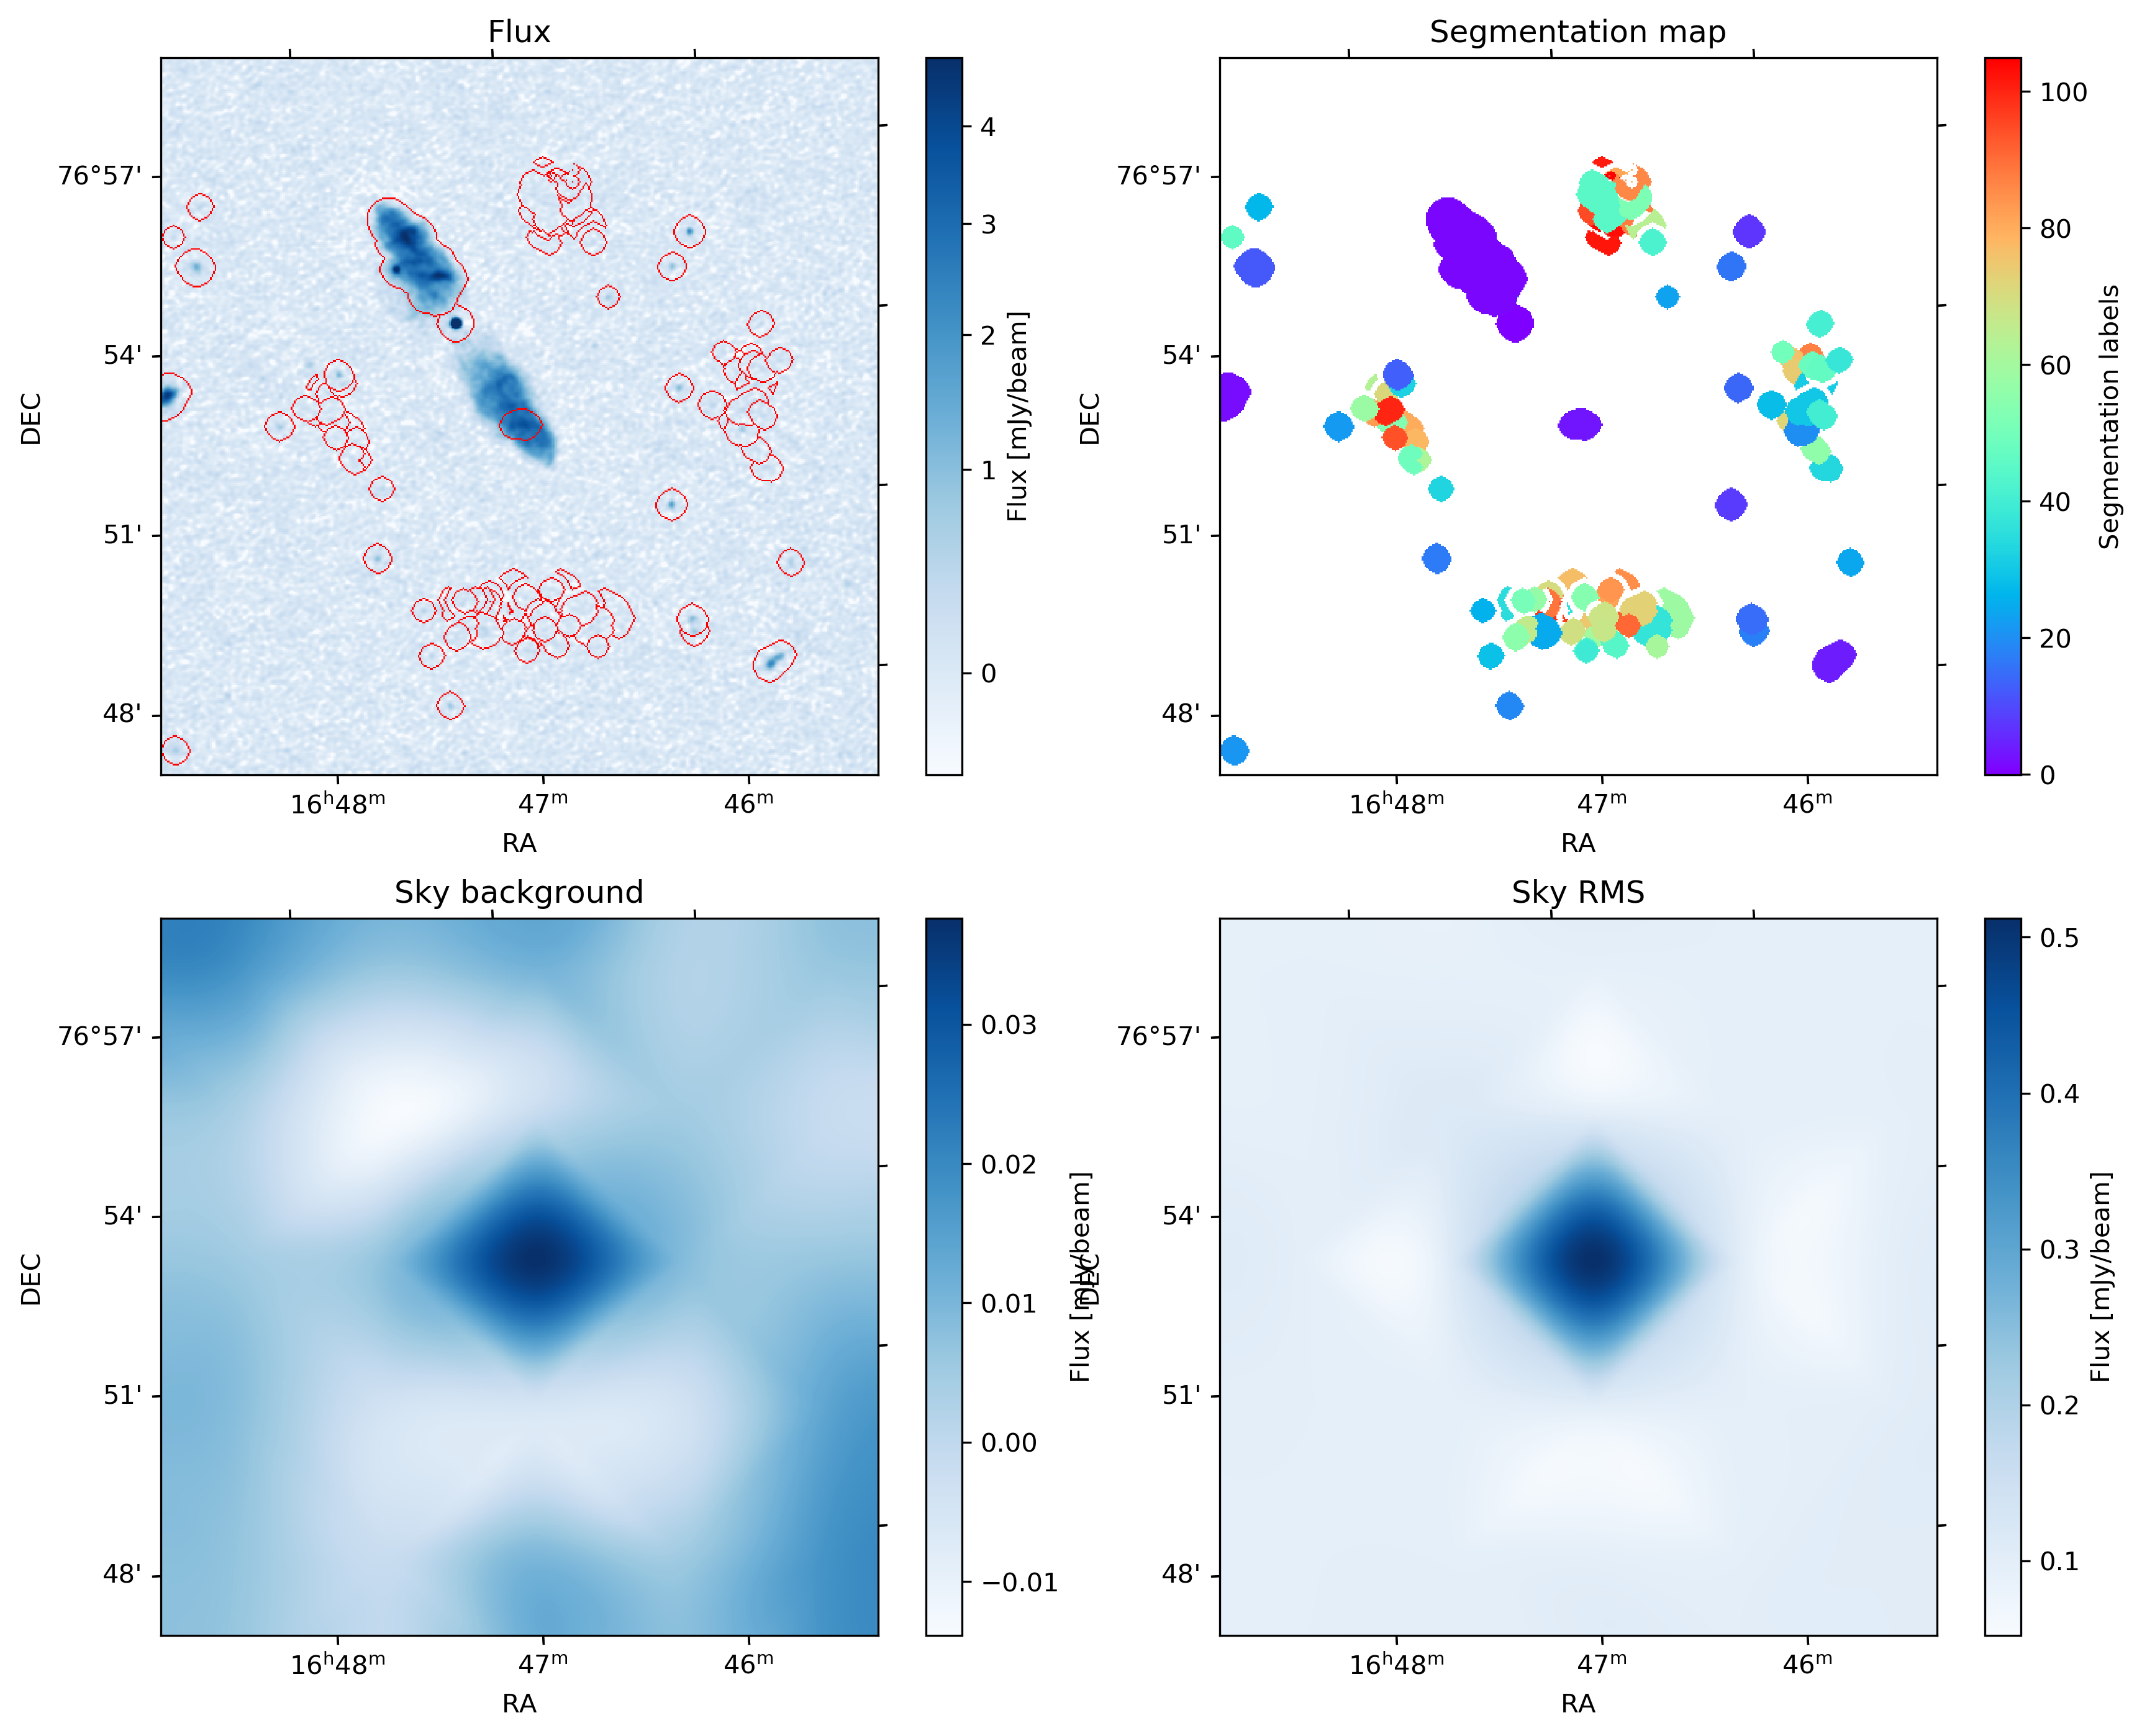 Flux
Segmentation map
76°57'
54'
51'
48'
DEC
16h48m
47m
46m
RA
4
3
2
1
0
Flux [mJy/beam]
76°57'
54'
51'
48'
DEC
16h48m
47m
46m
RA
100
80
60
40
20
0
Segmentation labels
Sky background
Sky RMS
76°57'
54'
51'
48'
DEC
16h48m
47m
46m
RA
0.03
0.02
0.01
0.00
−0.01
Flux [mJy/beam]
76°57'
54'
51'
48'
DEC
16h48m
47m
46m
RA
0.5
0.4
0.3
0.2
0.1
Flux [mJy/beam]